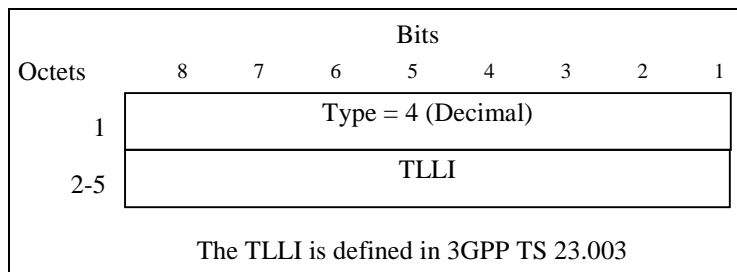 Bits
Octets 8 7 6 5 4 3 2 1
1 Type = 4 (Decimal)
2-5 TLLI
The TLLI is defined in 3GPP TS 23.003